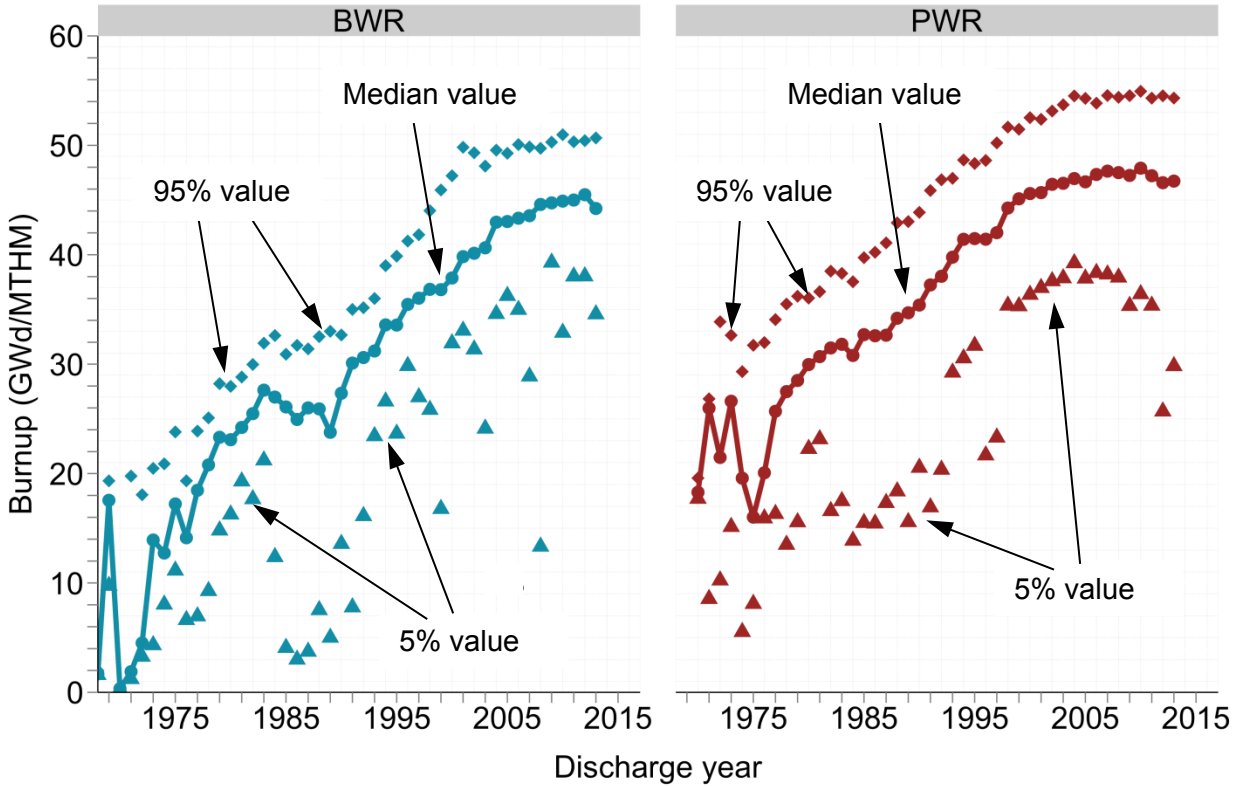 BWR
PWR
60
50
40
30
20
10
0
Burnup (GWd/MTHM)
Median value
95% value
5% value
Median value
95% value
5% value
1975 1985 1995 2005 2015
1975 1985 1995 2005 2015
Discharge year